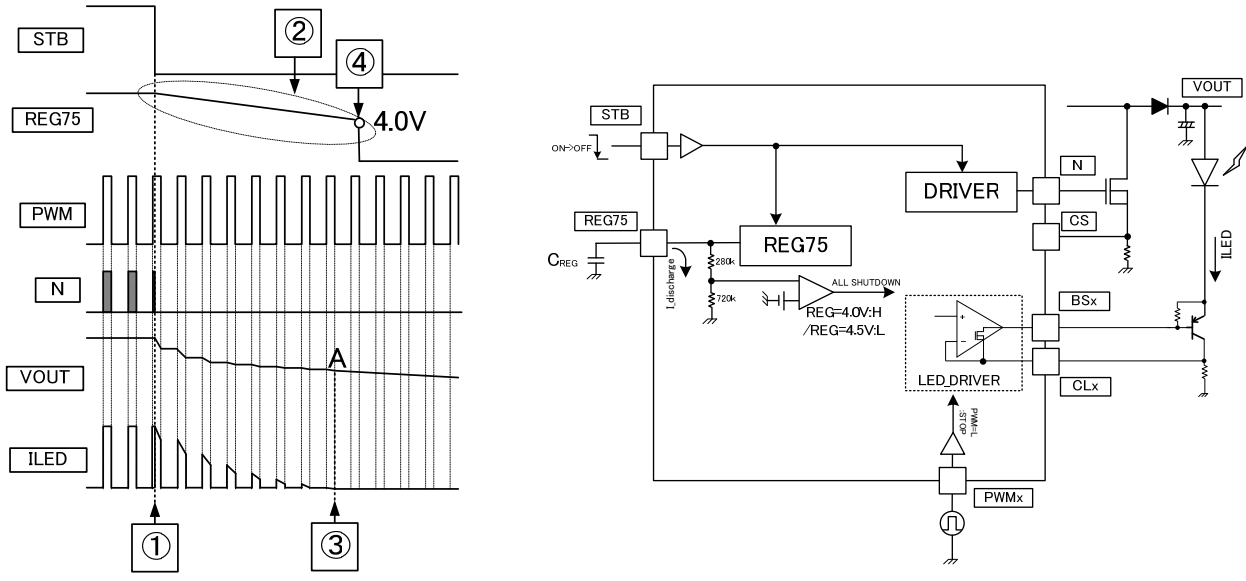 STB
②
④
REG75
4.0V
PWM
N
VOUT
A
ILED
①
③
STB
ON->OFF
REG75
CREG
I_discharge
280k
720k
REG75
ALL SHUTDOWN
REG=4.0V:H
/REG=4.5V:L
DRIVER
N
CS
VOUT
ILED
+
-
LED_DRIVER
BSx
CLx
PWM=L
:STOP
PWMx